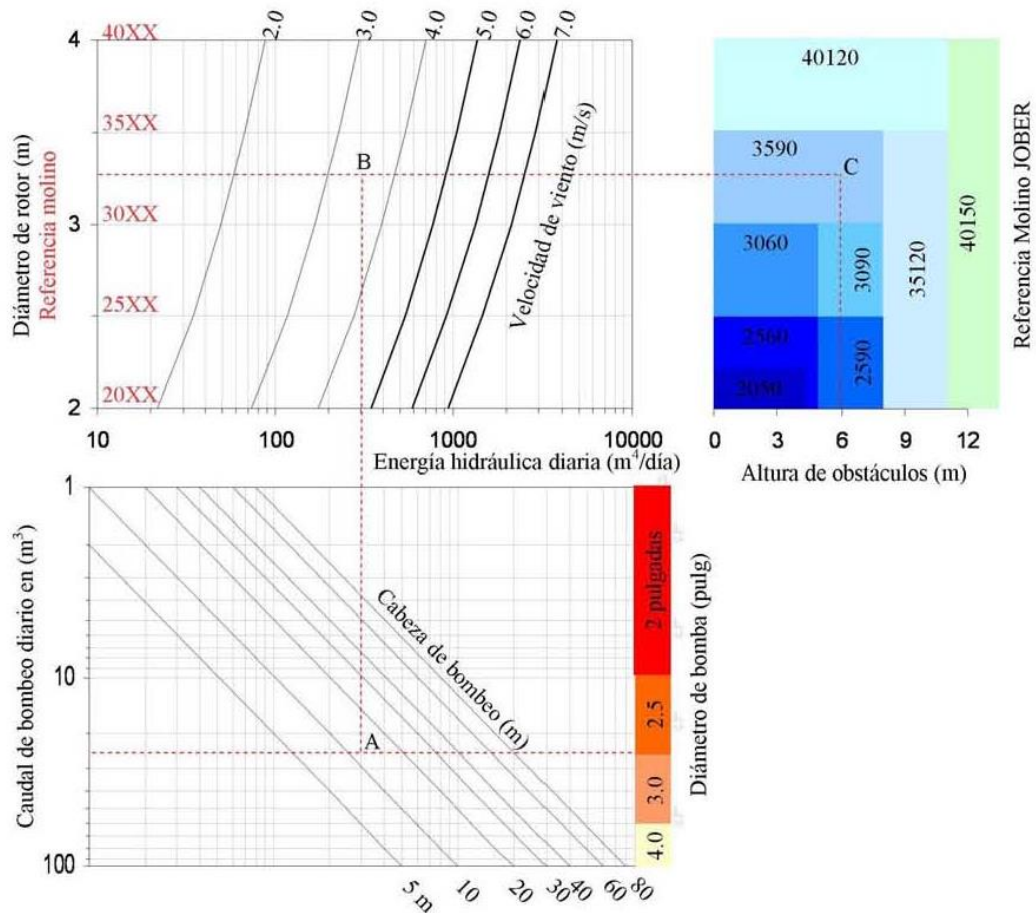 4
40XX
2.0
3.0
4.0
5.0
6.0
7.0
35XX
B
3
30XX
25XX
20XX
2
Velocidad de viento (m/s)
Diámetro de rotor (m)
Referencia molino
10
100
1000
10000
Energía hidráulica diaria (m⁴/día)
40120
3590
C
3060
3090
35120
40150
2560
2590
2050
0
3
6
9
12
Altura de obstáculos (m)
Referencia Molino JOBER
1
10
100
Caudal de bombeo diario en (m³)
Cabeza de bombeo (m)
A
5 m
10
20
30
40
60
80
2 pulgadas
2.5
3.0
4.0
Diámetro de bomba (pulg)